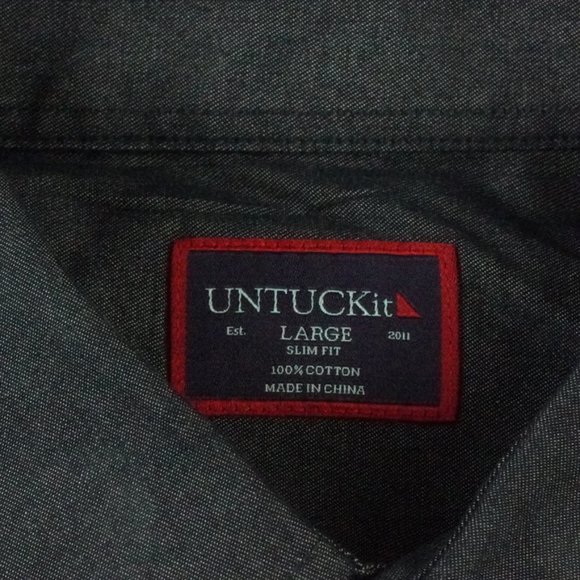 UNTUCKit
Est. LARGE 2011
SLIM FIT
100% COTTON
MADE IN CHINA